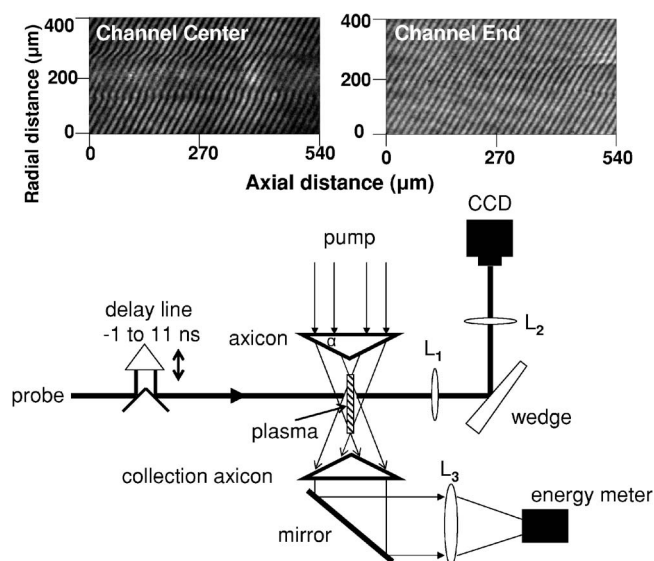 400
Channel Center
Channel End
400
Radial distance (µm)
200
200
0
0
0
270
540
0
270
540
Axial distance (µm)
CCD
pump
delay line
-1 to 11 ns
axicon
α
L₁
L₂
probe
wedge
plasma
collection axicon
L₃
energy meter
mirror